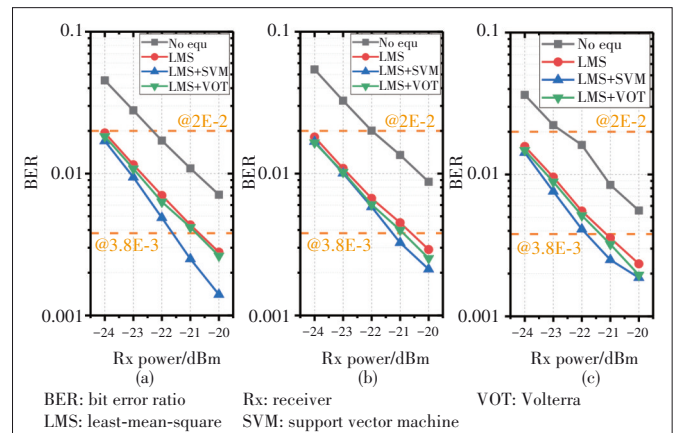 0.1
No equ
LMS
LMS+SVM
LMS+VOT
@2E-2
0.01
BER
@3.8E-3
0.001
−24 −23 −22 −21 −20
Rx power/dBm
(a)
0.1
No equ
LMS
LMS+SVM
LMS+VOT
@2E-2
0.01
BER
@3.8E-3
0.001
−24 −23 −22 −21 −20
Rx power/dBm
(b)
0.1
No equ
LMS
LMS+SVM
LMS+VOT
@2E-2
0.01
BER
@3.8E-3
0.001
−24 −23 −22 −21 −20
Rx power/dBm
(c)
BER: bit error ratio Rx: receiver VOT: Volterra
LMS: least-mean-square SVM: support vector machine